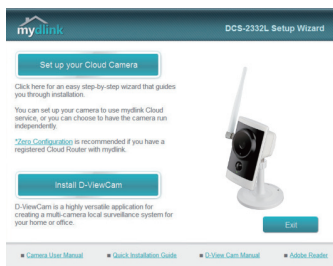 mydlink
DCS-2332L Setup Wizard
Set up your Cloud Camera
Click here for an easy step-by-step wizard that guides
you through installation.
You can set up your camera to use mydlink Cloud
service, or you can choose to have the camera run
independently.
*Zero Configuration is recommended if you have a
registered Cloud Router with mydlink.
Install D-ViewCam
D-ViewCam is a highly versatile application for
creating a multi-camera local surveillance system for
your home or office.
Exit
Camera User Manual
Quick Installation Guide
D-View Cam Manual
Adobe Reader